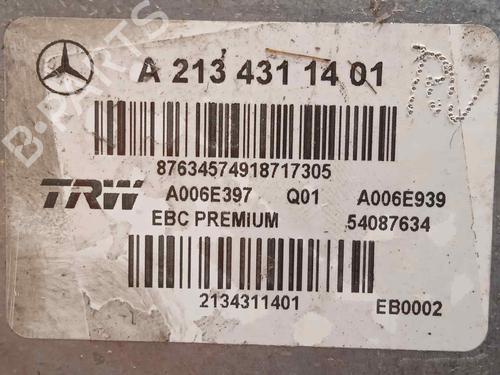 A 213 431 14 01
87634574918717305
TRW A006E397 Q01 A006E939
EBC PREMIUM 54087634
2134311401 EB0002
B-PARTS